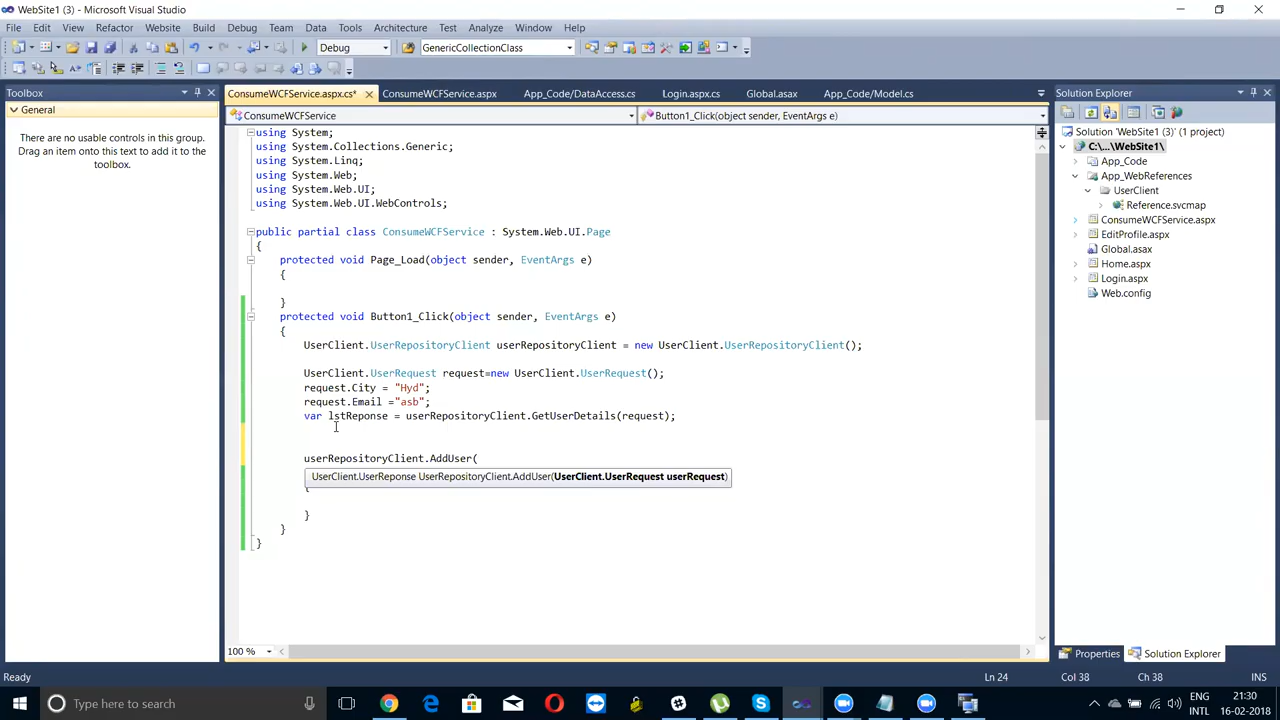 WebSite1 - Microsoft Visual Studio
File Edit View Refactor Website Build Debug Team Data Tools Architecture Test Analyze Window Help
Debug GenericCollectionClass
Toolbox
General
There are no usable controls in this group.
Drag an item onto this text to add it to the
toolbox.
ConsumeWCFService.aspx.cs* ConsumeWCFService.aspx App_Code/DataAccess.cs Login.aspx.cs Global.asax App_Code/Model.cs
ConsumeWCFService Button1_Click(object sender, EventArgs e)
using System;
using System.Collections.Generic;
using System.Linq;
using System.Web;
using System.Web.UI;
using System.Web.UI.WebControls;
public partial class ConsumeWCFService : System.Web.UI.Page
{
protected void Page_Load(object sender, EventArgs e)
{
}
protected void Button1_Click(object sender, EventArgs e)
{
UserClient.UserRepositoryClient userRepositoryClient = new UserClient.UserRepositoryClient();
UserClient.UserRequest request=new UserClient.UserRequest();
request.City = "Hyd";
request.Email ="asb";
var lstReponse = userRepositoryClient.GetUserDetails(request);
userRepositoryClient.AddUser(
UserClient.UserReponse UserRepositoryClient.AddUser(UserClient.UserRequest userRequest)
{
}
}
}
100 %
Solution Explorer
Solution 'WebSite1 (3)' (1 project)
C:\...\WebSite1\
App_Code
App_WebReferences
UserClient
Reference.svcmap
ConsumeWCFService.aspx
EditProfile.aspx
Global.asax
Home.aspx
Login.aspx
Web.config
Properties Solution Explorer
Ready Ln 24 Col 38 Ch 38 INS
Type here to search
ENG
INTL
21:30
16-02-2018